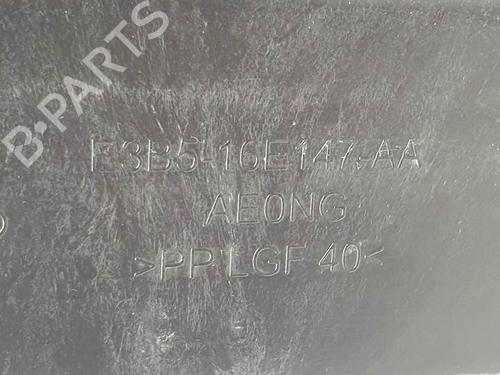 B-PARTS
E3B5-16E147-AA
AE0NG
>PP LGF 40<